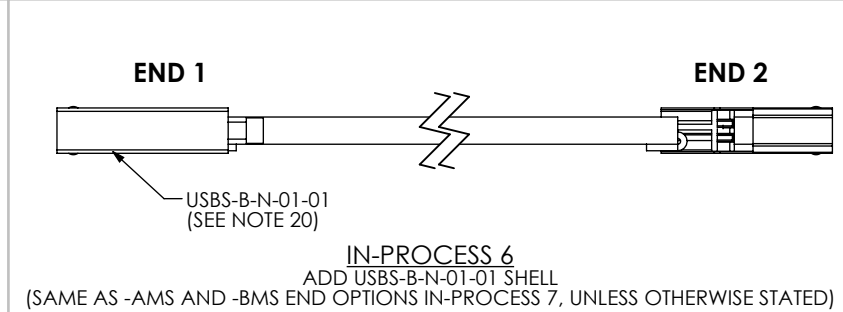 END 1
END 2
USBS-B-N-01-01
(SEE NOTE 20)
IN-PROCESS 6
ADD USBS-B-N-01-01 SHELL
(SAME AS -AMS AND -BMS END OPTIONS IN-PROCESS 7, UNLESS OTHERWISE STATED)